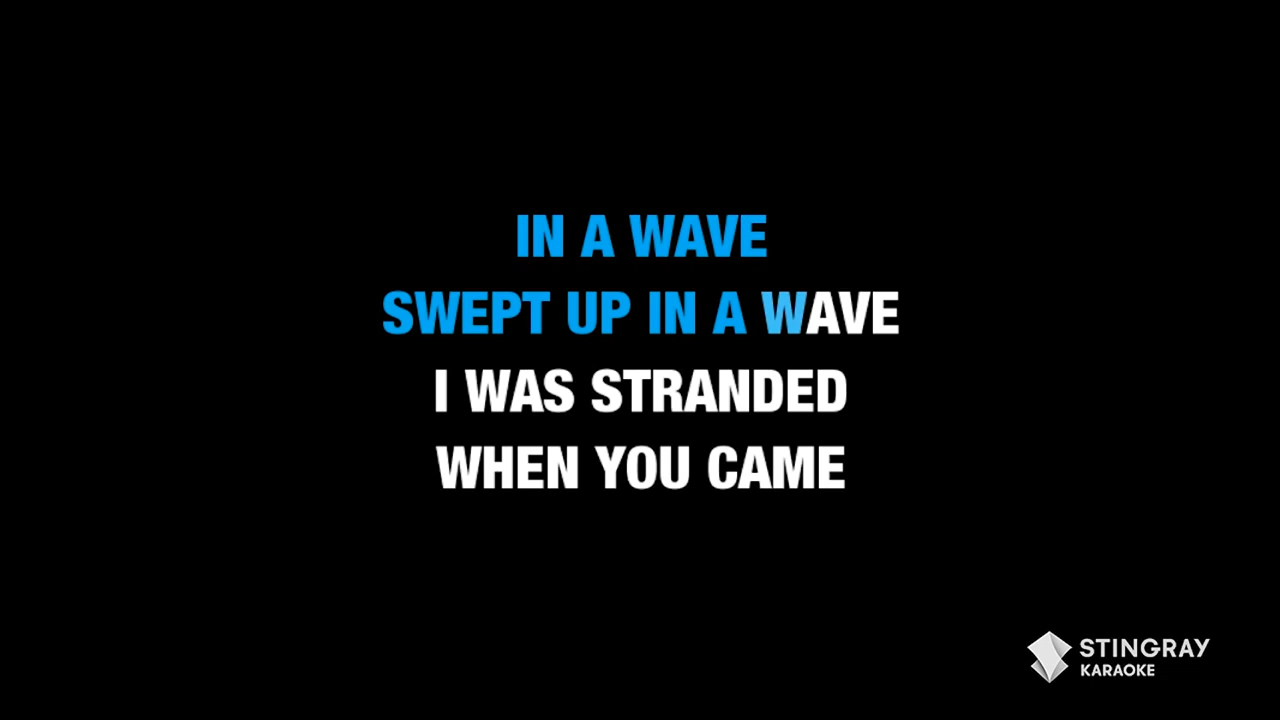 IN A WAVE
SWEPT UP IN A WAVE
I WAS STRANDED
WHEN YOU CAME
STINGRAY
KARAOKE